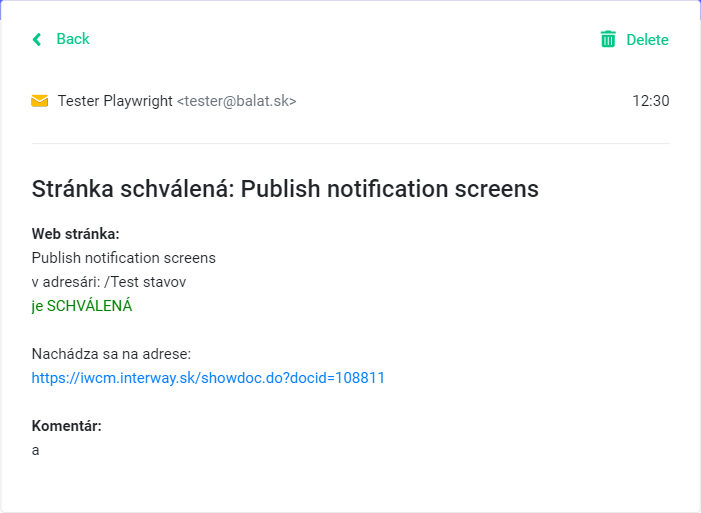 Back
Delete
Tester Playwright <tester@balat.sk>
12:30
Stránka schválená: Publish notification screens
Web stránka:
Publish notification screens
v adresári: /Test stavov
je SCHVÁLENÁ
Nachádza sa na adrese:
https://iwcm.interway.sk/showdoc.do?docid=108811
Komentár:
a